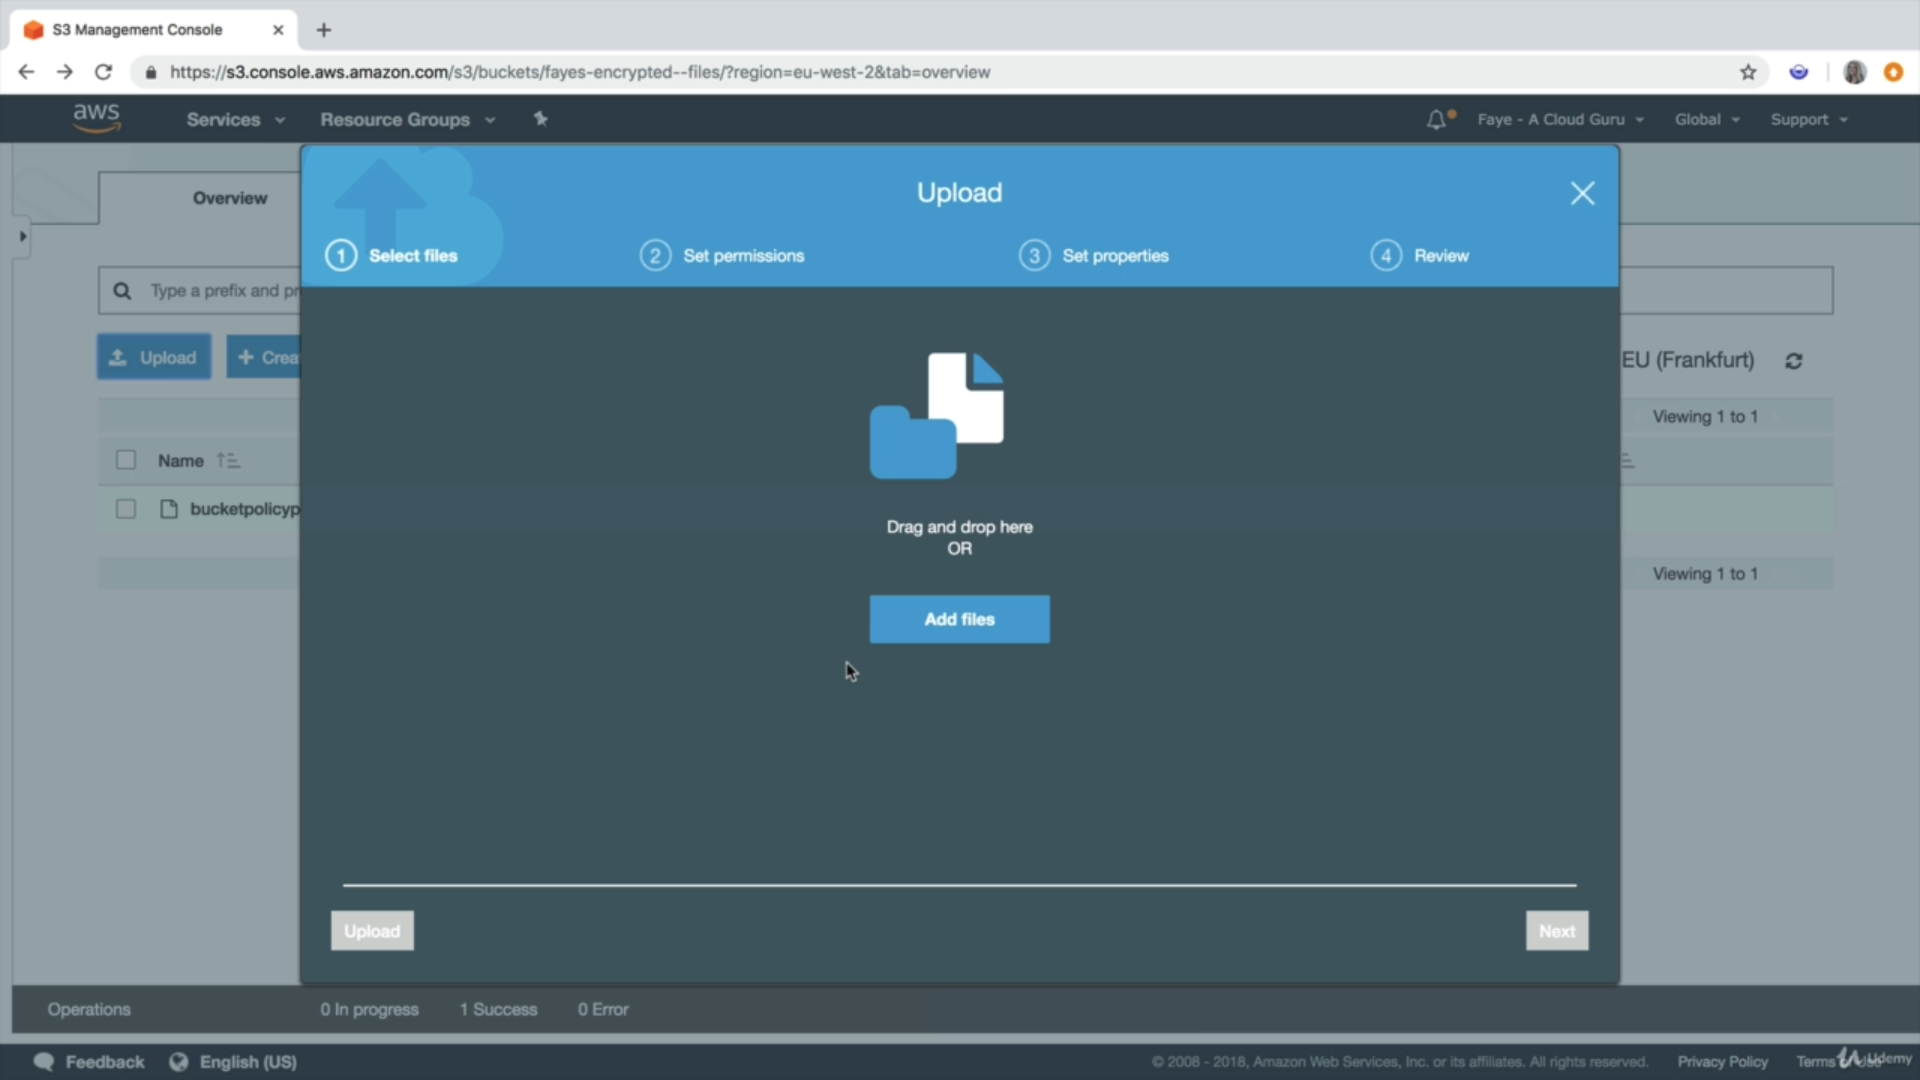 S3 Management Console
https://s3.console.aws.amazon.com/s3/buckets/fayes-encrypted--files/?region=eu-west-2&tab=overview
aws
Services
Resource Groups
Faye - A Cloud Guru
Global
Support
Overview
Upload
1 Select files
2 Set permissions
3 Set properties
4 Review
Type a prefix and pr
Upload
+ Crea
EU (Frankfurt)
Viewing 1 to 1
Name
bucketpolicyp
Drag and drop here
OR
Viewing 1 to 1
Add files
Upload
Next
Operations
0 In progress
1 Success
0 Error
Feedback
English (US)
© 2008 - 2018, Amazon Web Services, Inc. or its affiliates. All rights reserved.
Privacy Policy
Terms
Udemy